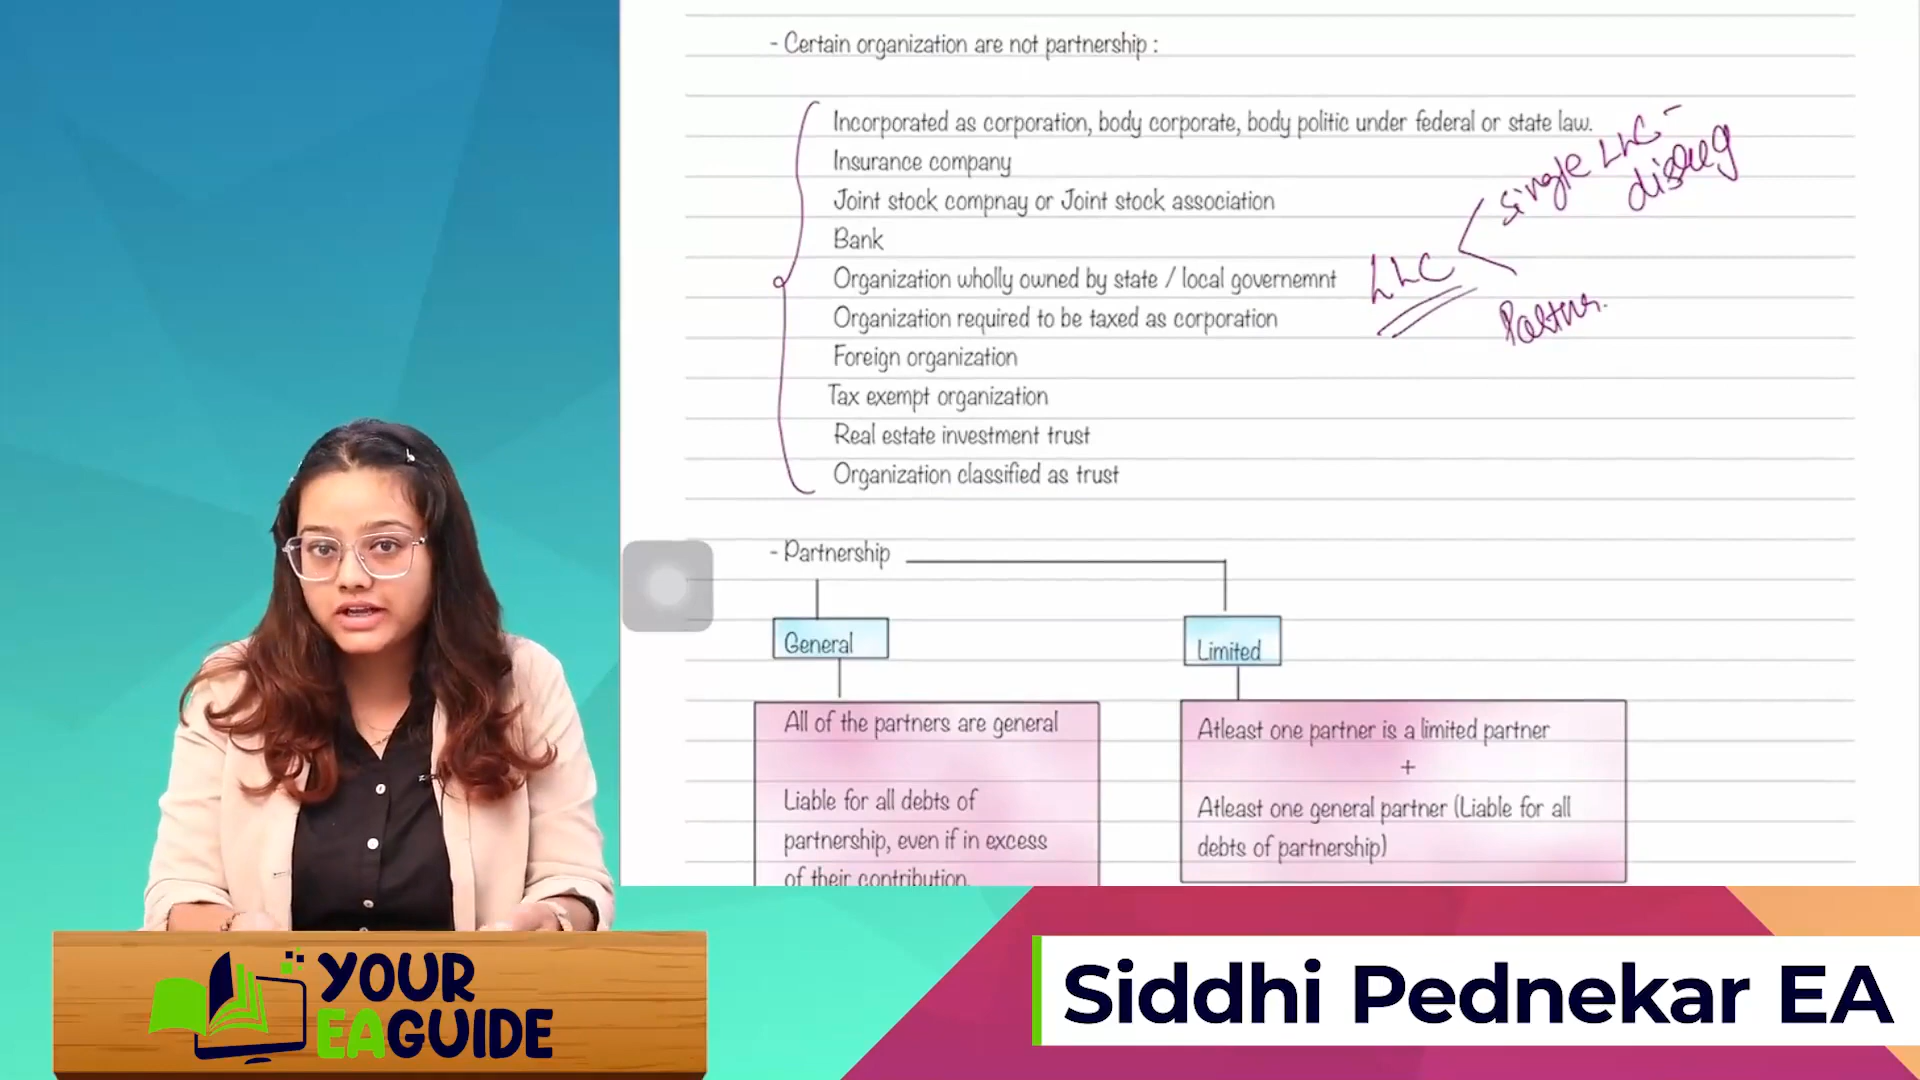 - Certain organization are not partnership :
Incorporated as corporation, body corporate, body politic under federal or state law.
Insurance company
Joint stock compnay or Joint stock association
Bank
Organization wholly owned by state / local governemnt
Organization required to be taxed as corporation
Foreign organization
Tax exempt organization
Real estate investment trust
Organization classified as trust
LLC
Single LLC -
disreg
Partner.
- Partnership
General
Limited
All of the partners are general
Liable for all debts of
partnership, even if in excess
of their contribution.
Atleast one partner is a limited partner
+
Atleast one general partner (Liable for all
debts of partnership)
YOUR
EAGUIDE
Siddhi Pednekar EA